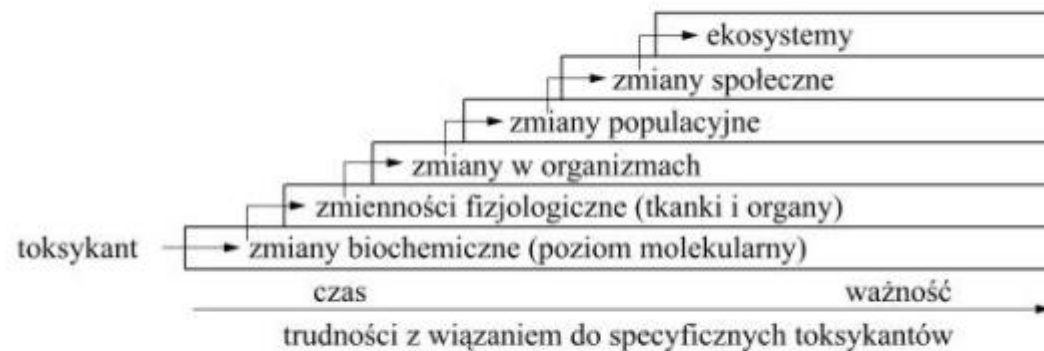 ekosystemy
zmiany społeczne
zmiany populacyjne
zmiany w organizmach
zmienności fizjologiczne (tkanki i organy)
toksykant zmiany biochemiczne (poziom molekularny)
czas ważność
trudności z wiązaniem do specyficznych toksykantów